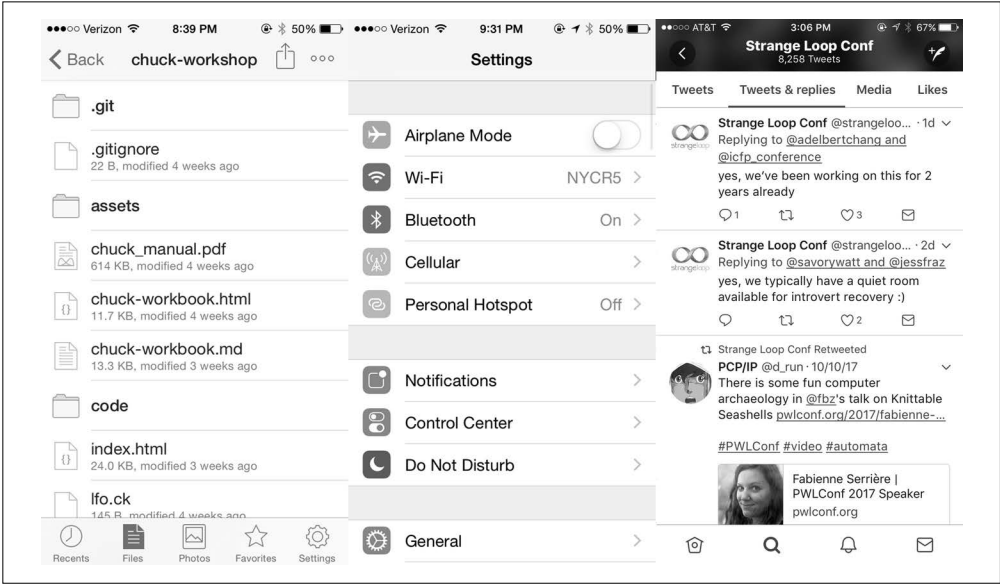 Verizon 8:39 PM 50%
Back chuck-workshop
.git
.gitignore
22 B, modified 4 weeks ago
assets
chuck_manual.pdf
614 KB, modified 4 weeks ago
chuck-workbook.html
11.7 KB, modified 4 weeks ago
chuck-workbook.md
13.3 KB, modified 3 weeks ago
code
index.html
24.0 KB, modified 3 weeks ago
lfo.ck
145 B, modified 4 weeks ago
Recents Files Photos Favorites Settings
Verizon 9:31 PM 50%
Settings
Airplane Mode
Wi-Fi NYCR5
Bluetooth On
Cellular
Personal Hotspot Off
Notifications
Control Center
Do Not Disturb
General
AT&T 3:06 PM 67%
Strange Loop Conf
8,258 Tweets
Tweets Tweets & replies Media Likes
strangeloop
Strange Loop Conf @strangeloo... · 1d
Replying to @adelbertchang and
@icfp_conference
yes, we've been working on this for 2
years already
1 3
strangeloop
Strange Loop Conf @strangeloo... · 2d
Replying to @savorywatt and @jessfraz
yes, we typically have a quiet room
available for introvert recovery :)
2
Strange Loop Conf Retweeted
PCP/IP @d_run · 10/10/17
There is some fun computer
archaeology in @fbz's talk on Knittable
Seashells pwlconf.org/2017/fabienne-...
#PWLConf #video #automata
Fabienne Serrière |
PWLConf 2017 Speaker
pwlconf.org